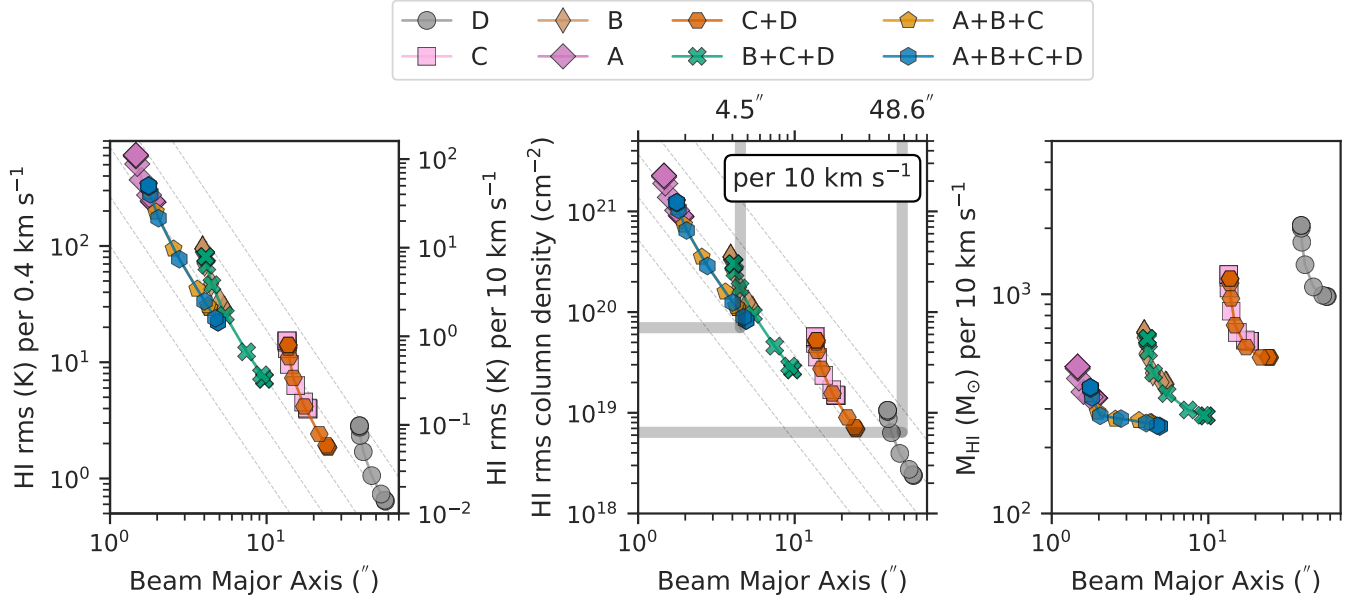 D B C+D A+B+C
C A B+C+D A+B+C+D
4.5″ 48.6″
HI rms (K) per 0.4 km s⁻¹
10² 10¹ 10⁰
10⁰ 10¹
Beam Major Axis (″)
10² 10¹ 10⁰ 10⁻¹ 10⁻²
HI rms (K) per 10 km s⁻¹
HI rms column density (cm⁻²)
10²¹ 10²⁰ 10¹⁹ 10¹⁸
per 10 km s⁻¹
10⁰ 10¹
Beam Major Axis (″)
M_HI (M_⊙) per 10 km s⁻¹
10³ 10²
10⁰ 10¹
Beam Major Axis (″)